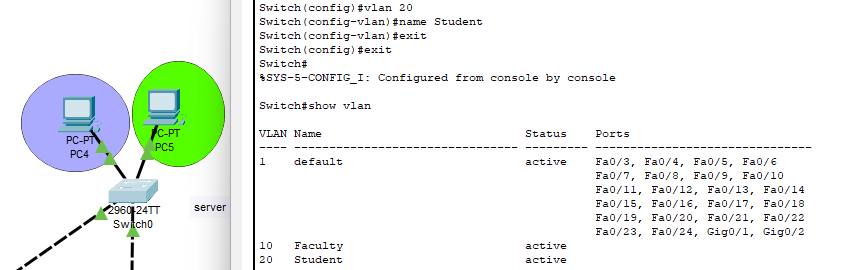 PC-PT
PC4
PC-PT
PC5
2960-24TT
Switch0
server
Switch(config)#vlan 20
Switch(config-vlan)#name Student
Switch(config-vlan)#exit
Switch(config)#exit
Switch#
%SYS-5-CONFIG_I: Configured from console by console
Switch#show vlan
VLAN Name Status Ports
---- -------------------------------- --------- -------------------------------
1 default active Fa0/3, Fa0/4, Fa0/5, Fa0/6
Fa0/7, Fa0/8, Fa0/9, Fa0/10
Fa0/11, Fa0/12, Fa0/13, Fa0/14
Fa0/15, Fa0/16, Fa0/17, Fa0/18
Fa0/19, Fa0/20, Fa0/21, Fa0/22
Fa0/23, Fa0/24, Gig0/1, Gig0/2
10 Faculty active
20 Student active